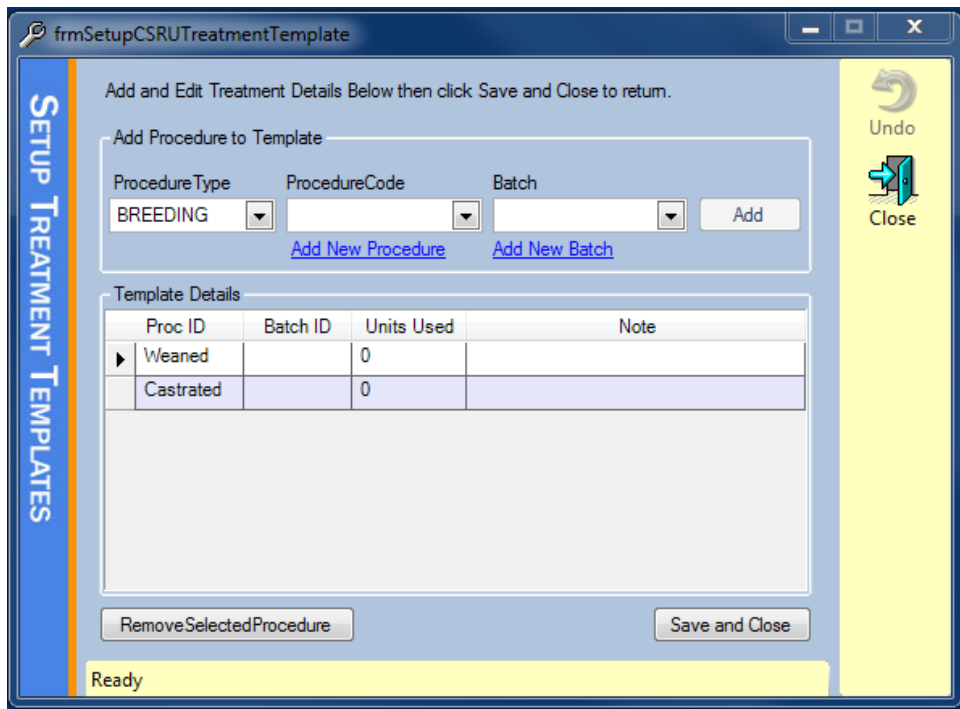 frmSetupCSRUTreatmentTemplate
SETUP TREATMENT TEMPLATES
Add and Edit Treatment Details Below then click Save and Close to return.
Undo
Close
Add Procedure to Template
ProcedureType ProcedureCode Batch
BREEDING Add
Add New Procedure Add New Batch
Template Details
Proc ID Batch ID Units Used Note
Weaned 0
Castrated 0
RemoveSelectedProcedure Save and Close
Ready